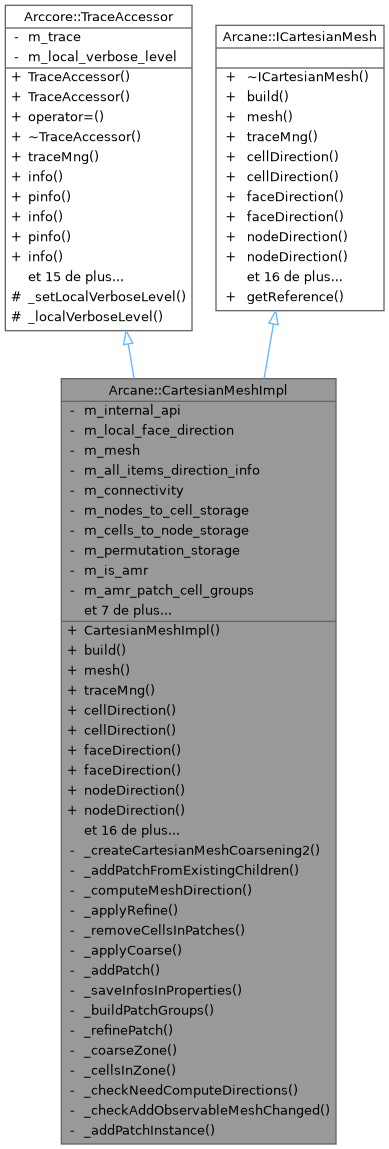 Arccore::TraceAccessor
- m_trace
- m_local_verbose_level
+ TraceAccessor()
+ TraceAccessor()
+ operator=()
+ ~TraceAccessor()
+ traceMng()
+ info()
+ pinfo()
+ info()
+ pinfo()
+ info()
et 15 de plus...
# _setLocalVerboseLevel()
# _localVerboseLevel()
Arcane::ICartesianMesh
+ ~ICartesianMesh()
+ build()
+ mesh()
+ traceMng()
+ cellDirection()
+ cellDirection()
+ faceDirection()
+ faceDirection()
+ nodeDirection()
+ nodeDirection()
et 16 de plus...
+ getReference()
Arcane::CartesianMeshImpl
- m_internal_api
- m_local_face_direction
- m_mesh
- m_all_items_direction_info
- m_connectivity
- m_nodes_to_cell_storage
- m_cells_to_node_storage
- m_permutation_storage
- m_is_amr
- m_amr_patch_cell_groups
et 7 de plus...
+ CartesianMeshImpl()
+ build()
+ mesh()
+ traceMng()
+ cellDirection()
+ cellDirection()
+ faceDirection()
+ faceDirection()
+ nodeDirection()
+ nodeDirection()
et 16 de plus...
- _createCartesianMeshCoarsening2()
- _addPatchFromExistingChildren()
- _computeMeshDirection()
- _applyRefine()
- _removeCellsInPatches()
- _applyCoarse()
- _addPatch()
- _saveInfosInProperties()
- _buildPatchGroups()
- _refinePatch()
- _coarseZone()
- _cellsInZone()
- _checkNeedComputeDirections()
- _checkAddObservableMeshChanged()
- _addPatchInstance()